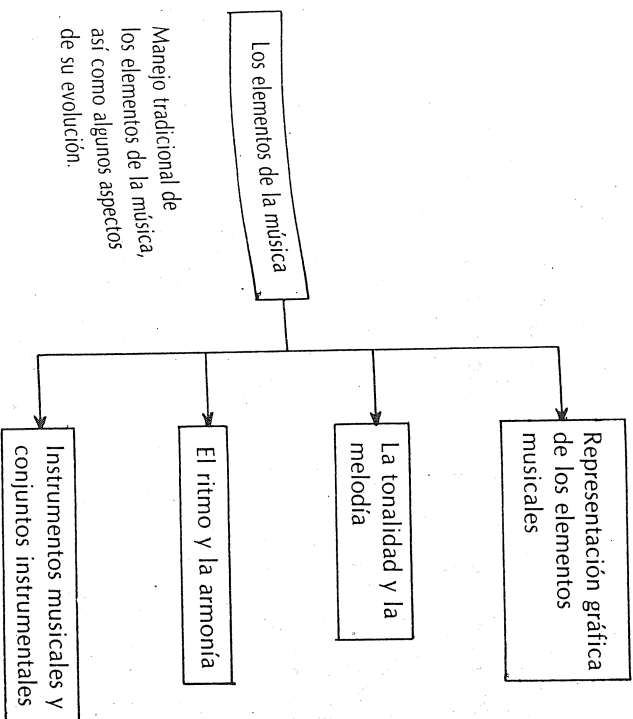 Los elementos de la música
Manejo tradicional de
los elementos de la música,
así como algunos aspectos
de su evolución.
Representación gráfica
de los elementos
musicales
La tonalidad y la
melodía
El ritmo y la armonía
Instrumentos musicales y
conjuntos instrumentales